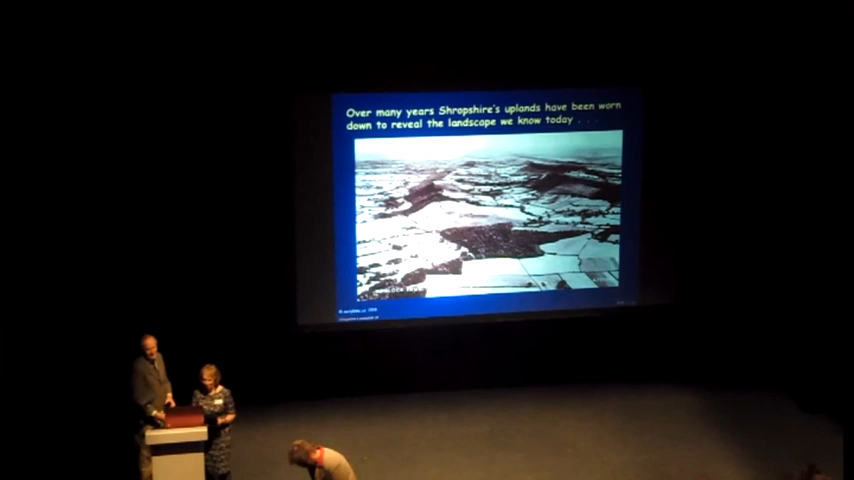 Over many years Shropshire's uplands have been worn
down to reveal the landscape we know today . . .